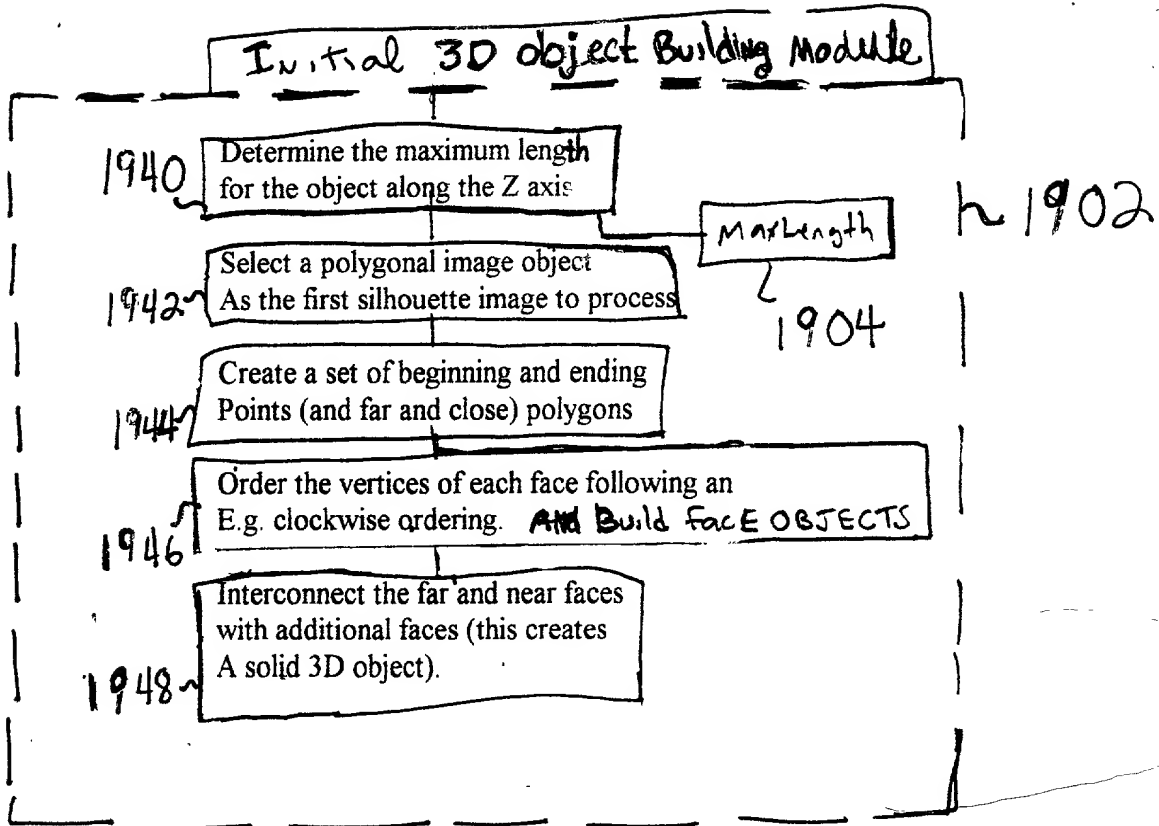 Initial 3D object Building Module
1940
Determine the maximum length
for the object along the Z axis
1902
MaxLength
1904
1942
Select a polygonal image object
As the first silhouette image to process
1944
Create a set of beginning and ending
Points (and far and close) polygons
1946
Order the vertices of each face following an
E.g. clockwise ordering. And Build FacE OBJECTS
1948
Interconnect the far and near faces
with additional faces (this creates
A solid 3D object).